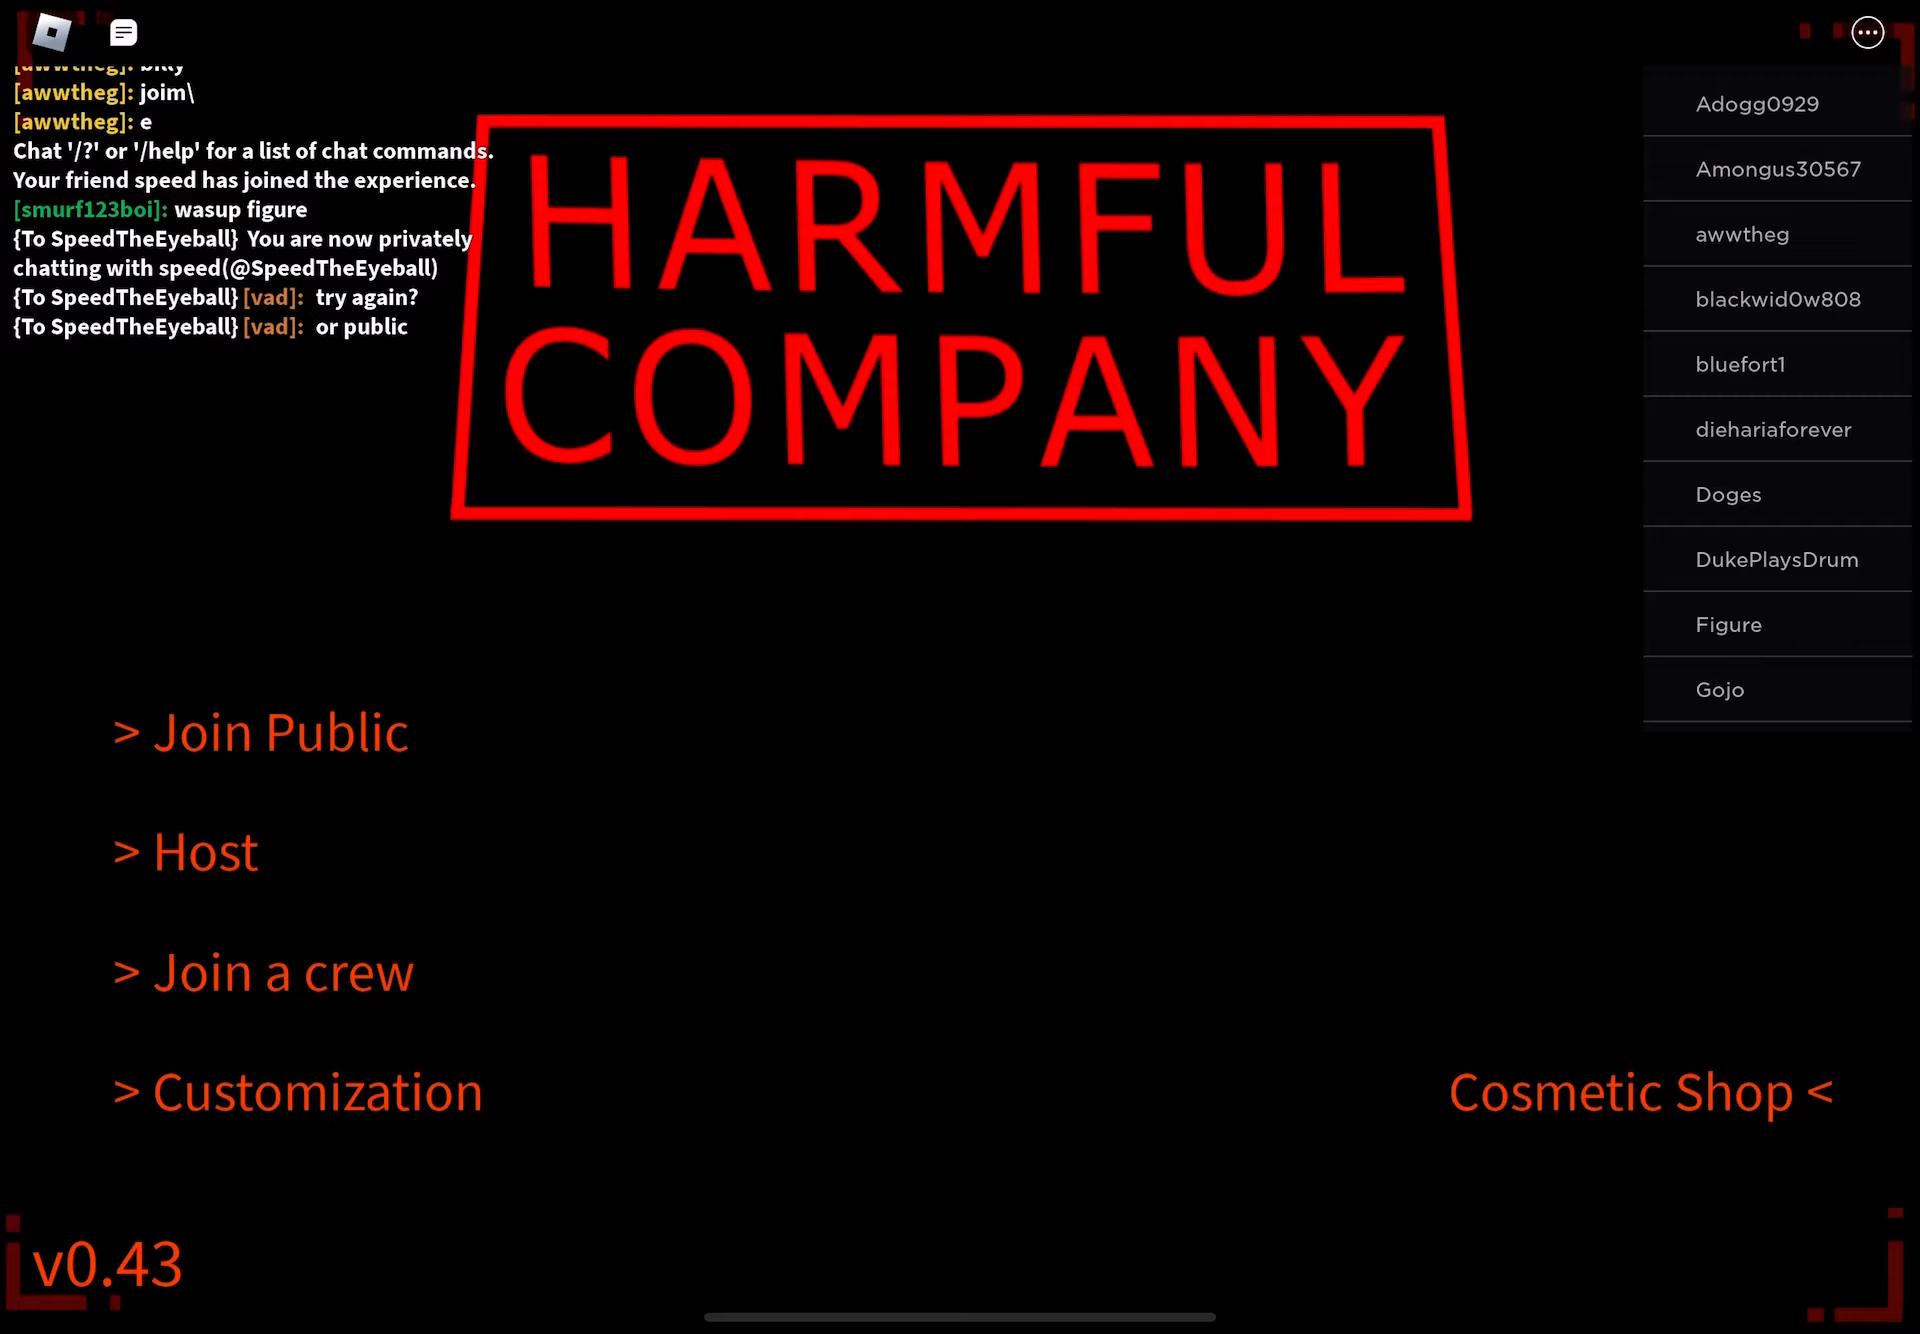 [awwtheg]: billy
[awwtheg]: joim\
[awwtheg]: e
Chat '/?' or '/help' for a list of chat commands.
Your friend speed has joined the experience.
[smurf123boi]: wasup figure
{To SpeedTheEyeball} You are now privately
chatting with speed(@SpeedTheEyeball)
{To SpeedTheEyeball} [vad]: try again?
{To SpeedTheEyeball} [vad]: or public
HARMFUL
COMPANY
Adogg0929
Amongus30567
awwtheg
blackwid0w808
bluefort1
diehariaforever
Doges
DukePlaysDrum
Figure
Gojo
> Join Public
> Host
> Join a crew
> Customization
Cosmetic Shop <
v0.43